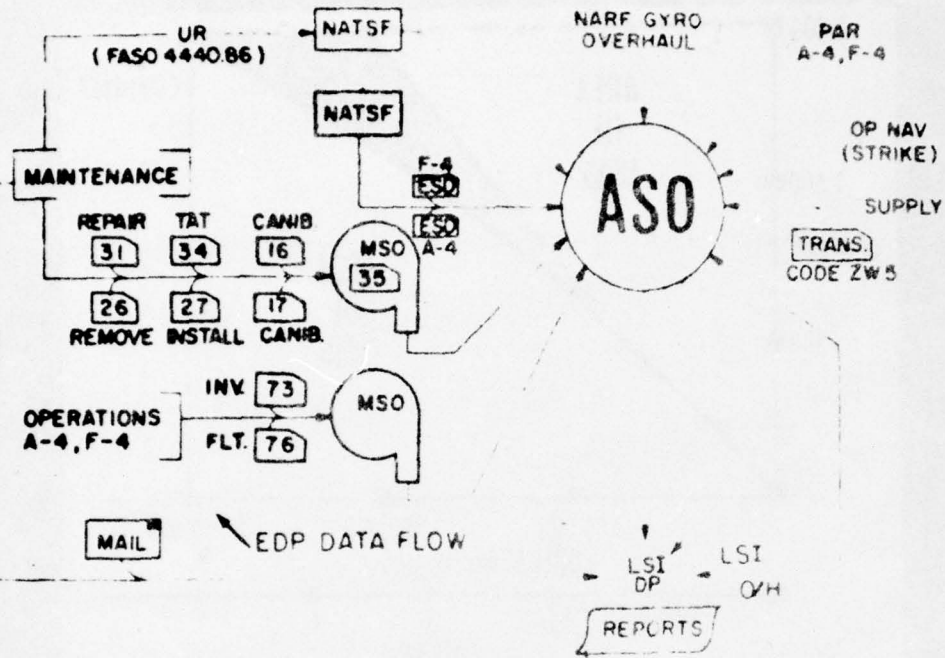 UR
( FASO 4440.86 )
NATSF
NARF GYRO
OVERHAUL
PAR
A-4, F-4
NATSF
OP NAV
(STRIKE)
MAINTENANCE
F-4
ESD
ESD
A-4
ASO
SUPPLY
REPAIR TAT CANIB.
31 34 16
MSO
35
TRANS.
CODE ZW5
26 27 17
REMOVE INSTALL CANIB.
INV. 73
MSO
OPERATIONS
A-4, F-4
FLT. 76
MAIL
EDP DATA FLOW
LSI
DP
LSI
O/H
REPORTS